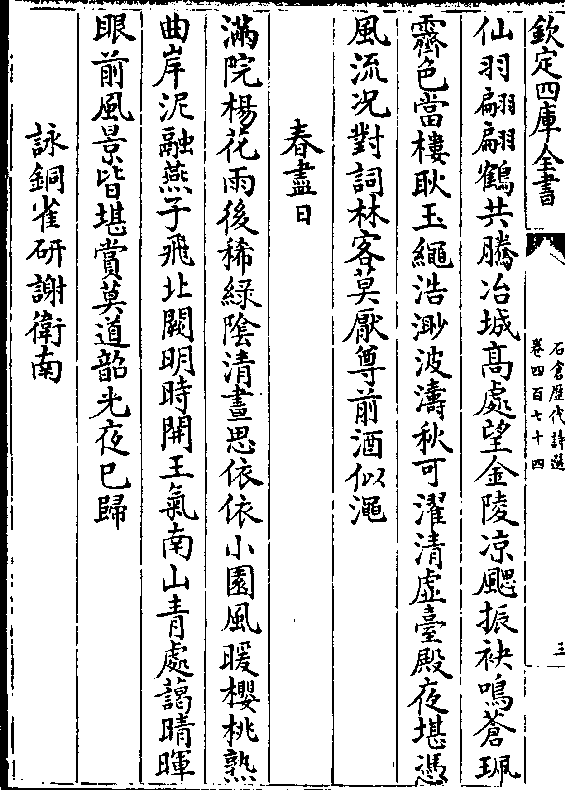 欽定四庫全書
石倉歷代詩選
卷四百七十四
三
仙羽翩翩鶴共騰冶城高處望金陵凉颸振袂鳴蒼珮
霽色當樓耿玉繩浩渺波濤秋可濯清虛臺殿夜堪憑
風流况對詞林客莫厭尊前酒似澠
春盡日
滿院楊花雨後稀綠陰清晝思依依小園風暖櫻桃熟
曲岸泥融燕子飛北闕明時開王氣南山青處藹晴暉
眼前風景皆堪賞莫道韶光夜已歸
詠銅雀研謝衛南